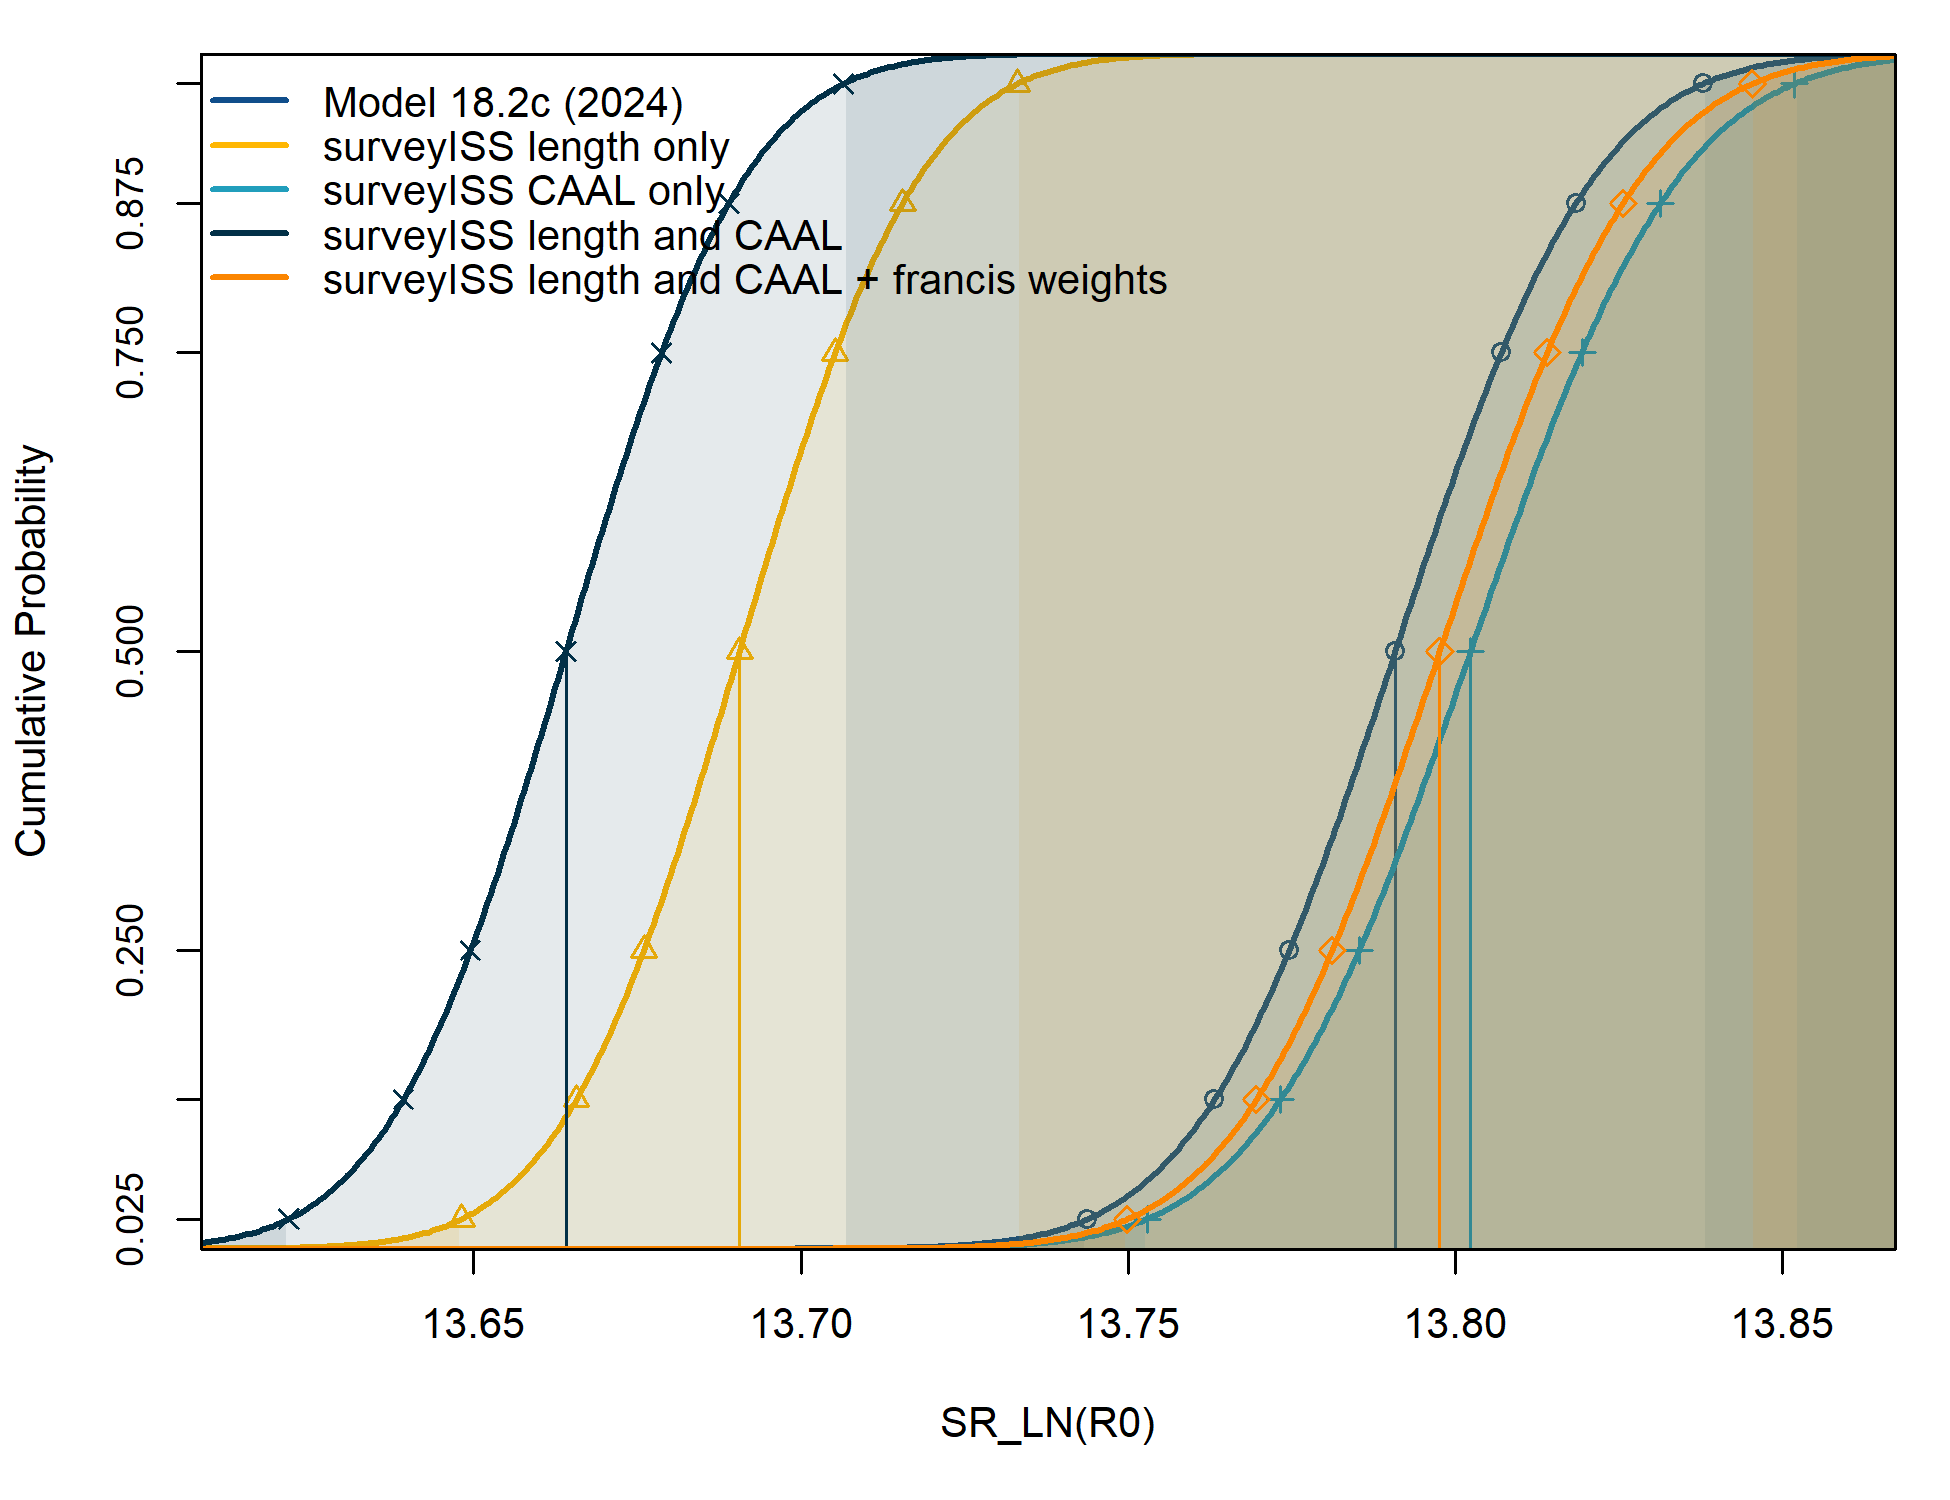 Model 18.2c (2024)
surveyISS length only
surveyISS CAAL only
surveyISS length and CAAL
surveyISS length and CAAL + francis weights
Cumulative Probability
0.875
0.750
0.500
0.250
0.025
13.65
13.70
13.75
13.80
13.85
SR_LN(R0)